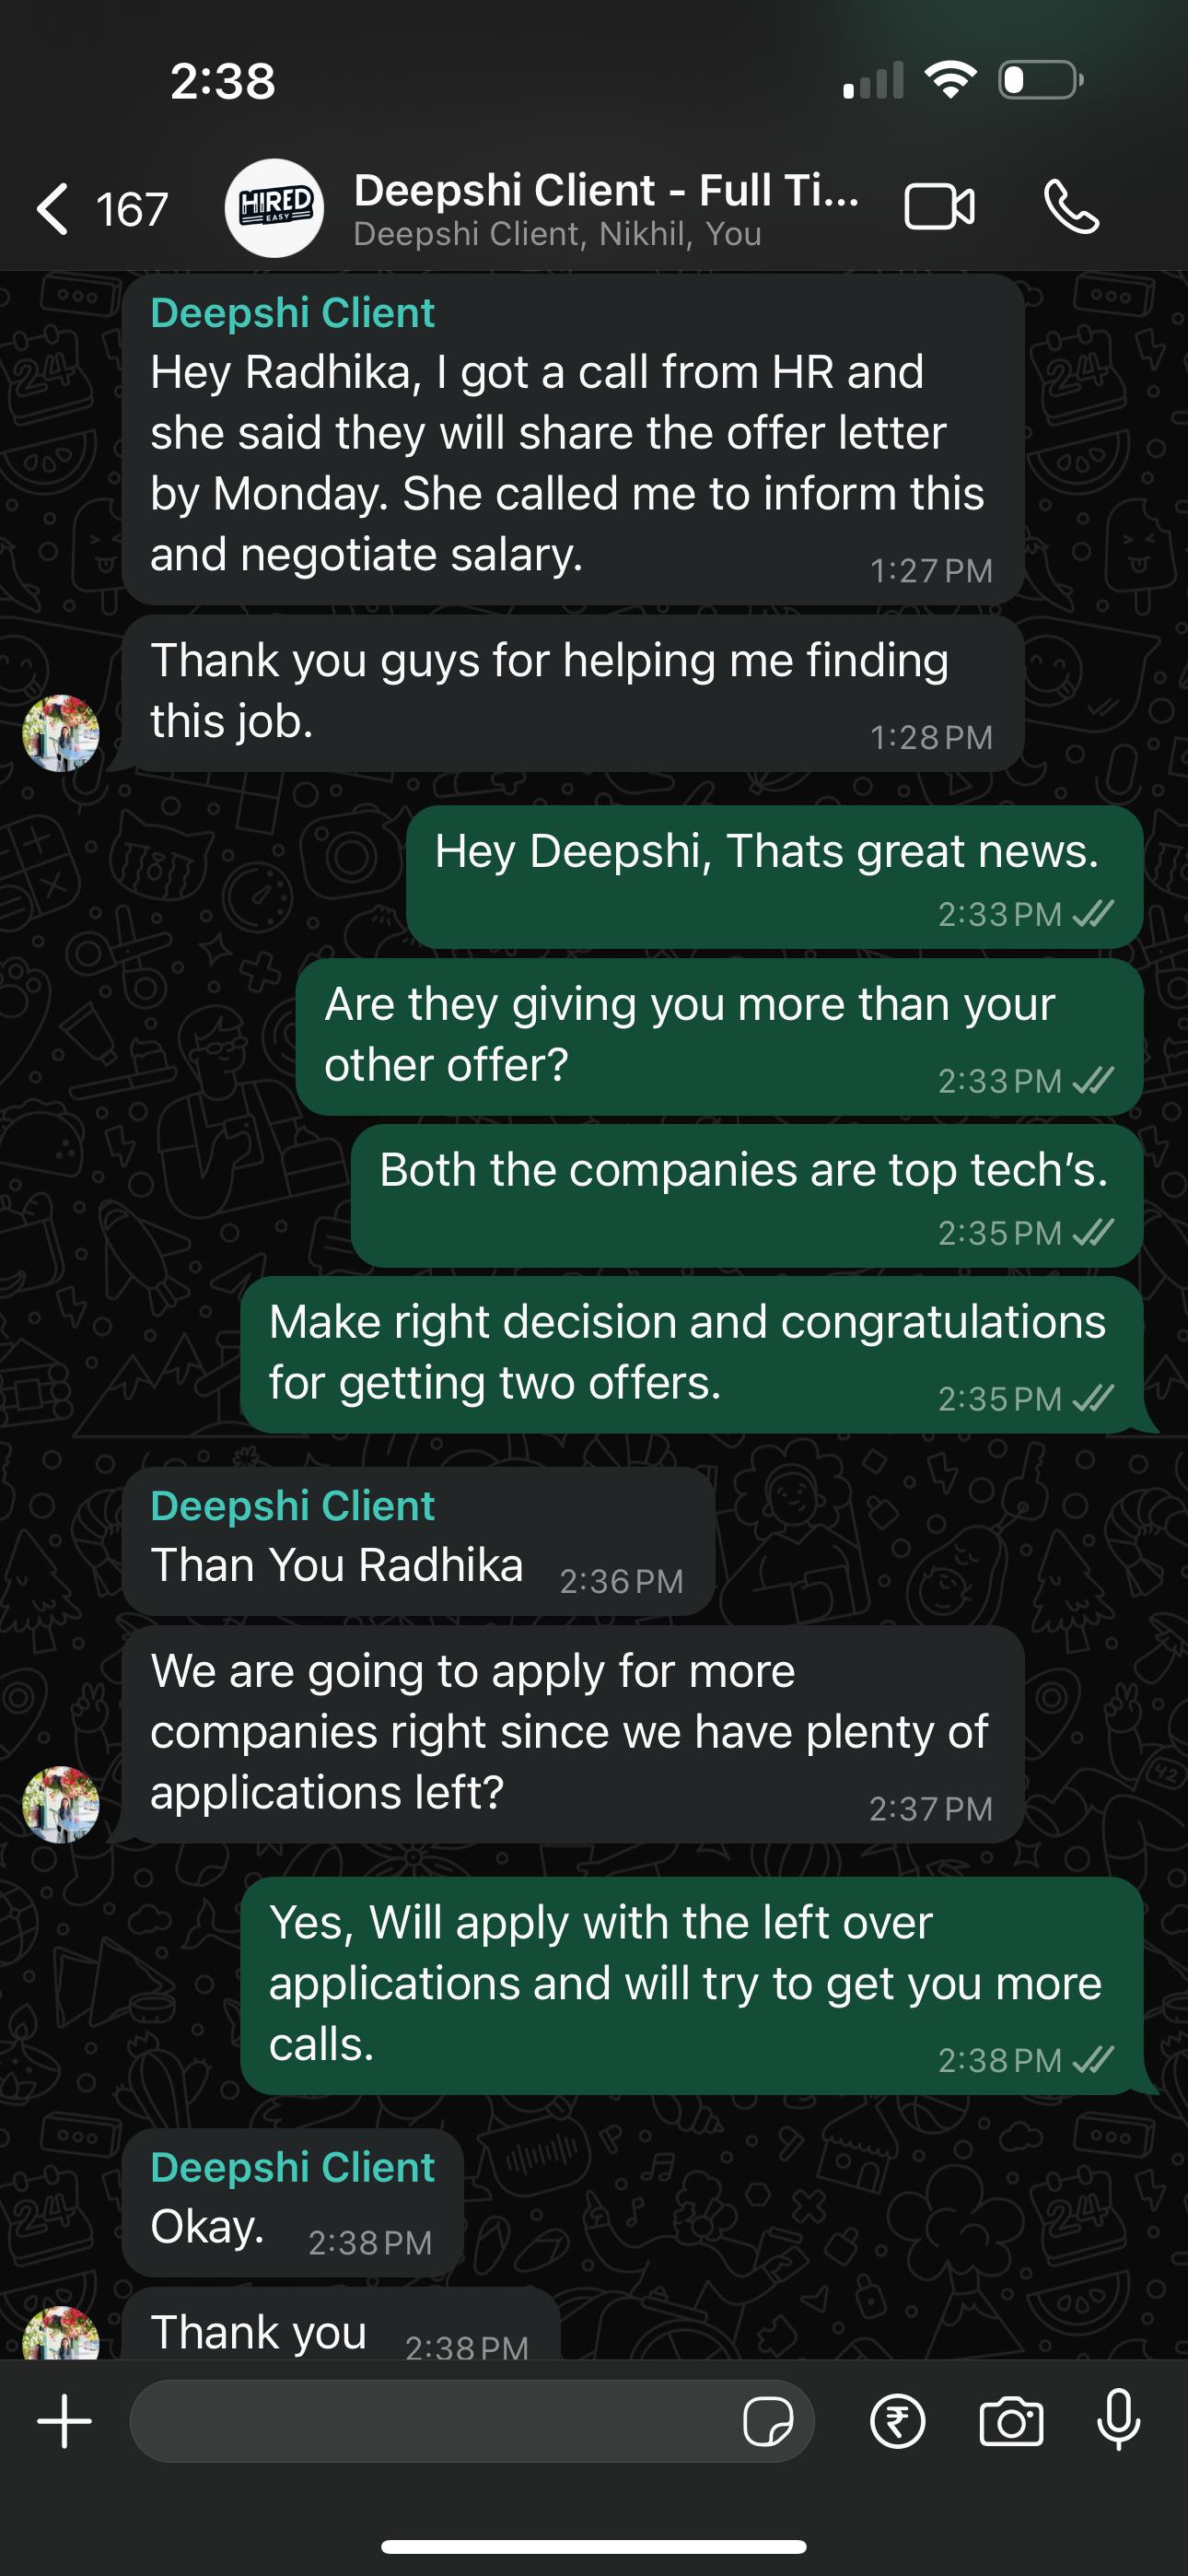 2:38
167
HIRED
EASY
Deepshi Client - Full Ti...
Deepshi Client, Nikhil, You
Deepshi Client
Hey Radhika, I got a call from HR and
she said they will share the offer letter
by Monday. She called me to inform this
and negotiate salary.
1:27 PM
Thank you guys for helping me finding
this job.
1:28 PM
Hey Deepshi, Thats great news.
2:33 PM
Are they giving you more than your
other offer?
2:33 PM
Both the companies are top tech’s.
2:35 PM
Make right decision and congratulations
for getting two offers.
2:35 PM
Deepshi Client
Than You Radhika
2:36 PM
We are going to apply for more
companies right since we have plenty of
applications left?
2:37 PM
Yes, Will apply with the left over
applications and will try to get you more
calls.
2:38 PM
Deepshi Client
Okay.
2:38 PM
Thank you
2:38 PM
₹